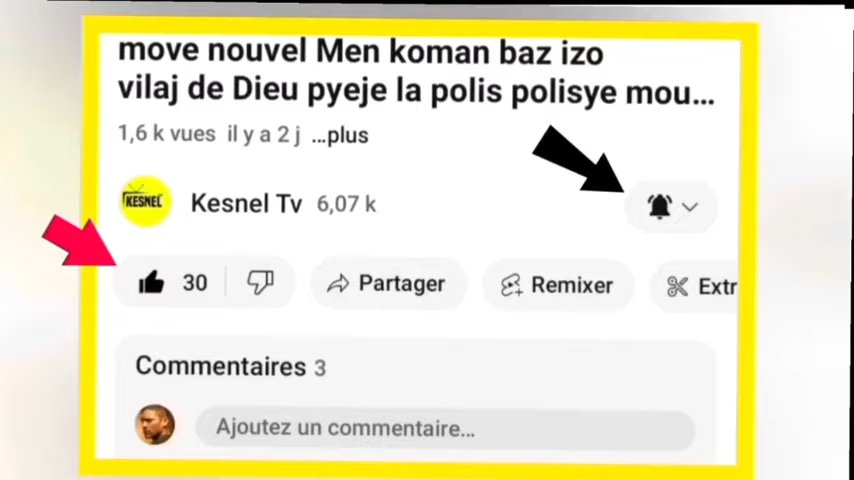 move nouvel Men koman baz izo
vilaj de Dieu pyeje la polis polisye mou...
1,6 k vues il y a 2 j ...plus
KESNEL
Kesnel Tv 6,07 k
30 Partager Remixer Extr
Commentaires 3
Ajoutez un commentaire...